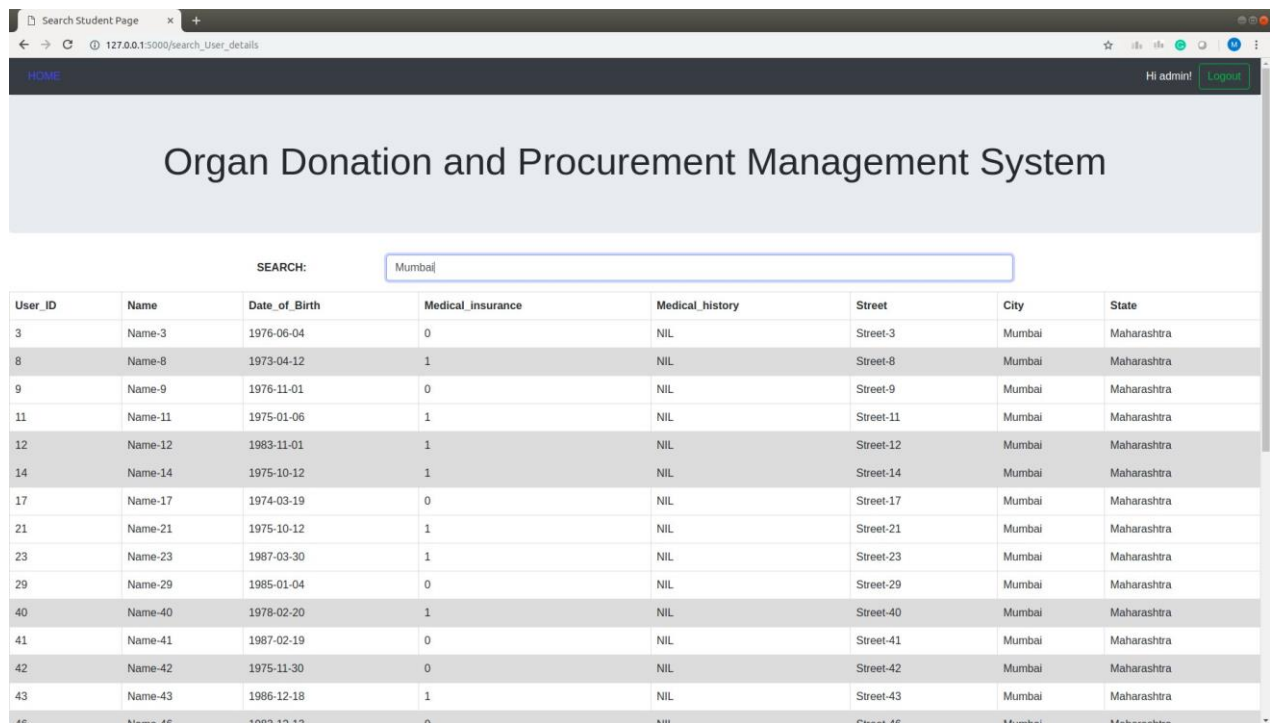 Search Student Page
127.0.0.1:5000/search_User_details
HOME Hi admin! Logout
Organ Donation and Procurement Management System
SEARCH: Mumbai
User_ID Name Date_of_Birth Medical_insurance Medical_history Street City State
3 Name-3 1976-06-04 0 NIL Street-3 Mumbai Maharashtra
8 Name-8 1973-04-12 1 NIL Street-8 Mumbai Maharashtra
9 Name-9 1976-11-01 0 NIL Street-9 Mumbai Maharashtra
11 Name-11 1975-01-06 1 NIL Street-11 Mumbai Maharashtra
12 Name-12 1983-11-01 1 NIL Street-12 Mumbai Maharashtra
14 Name-14 1975-10-12 1 NIL Street-14 Mumbai Maharashtra
17 Name-17 1974-03-19 0 NIL Street-17 Mumbai Maharashtra
21 Name-21 1975-10-12 1 NIL Street-21 Mumbai Maharashtra
23 Name-23 1987-03-30 1 NIL Street-23 Mumbai Maharashtra
29 Name-29 1985-01-04 0 NIL Street-29 Mumbai Maharashtra
40 Name-40 1978-02-20 1 NIL Street-40 Mumbai Maharashtra
41 Name-41 1987-02-19 0 NIL Street-41 Mumbai Maharashtra
42 Name-42 1975-11-30 0 NIL Street-42 Mumbai Maharashtra
43 Name-43 1986-12-18 1 NIL Street-43 Mumbai Maharashtra
Mumbai Maharashtra